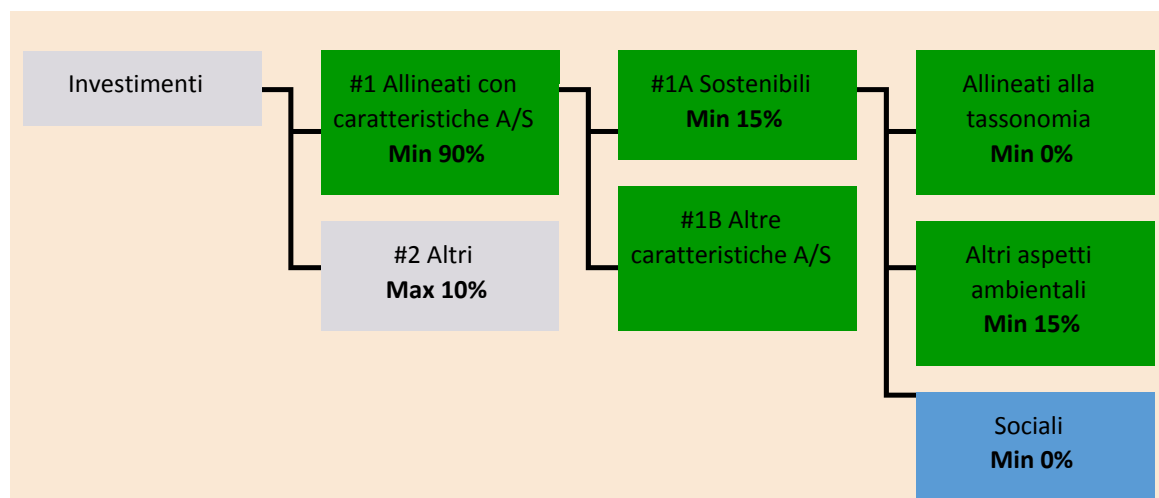 Investimenti
#1 Allineati con
caratteristiche A/S
Min 90%
#2 Altri
Max 10%
#1A Sostenibili
Min 15%
#1B Altre
caratteristiche A/S
Allineati alla
tassonomia
Min 0%
Altri aspetti
ambientali
Min 15%
Sociali
Min 0%